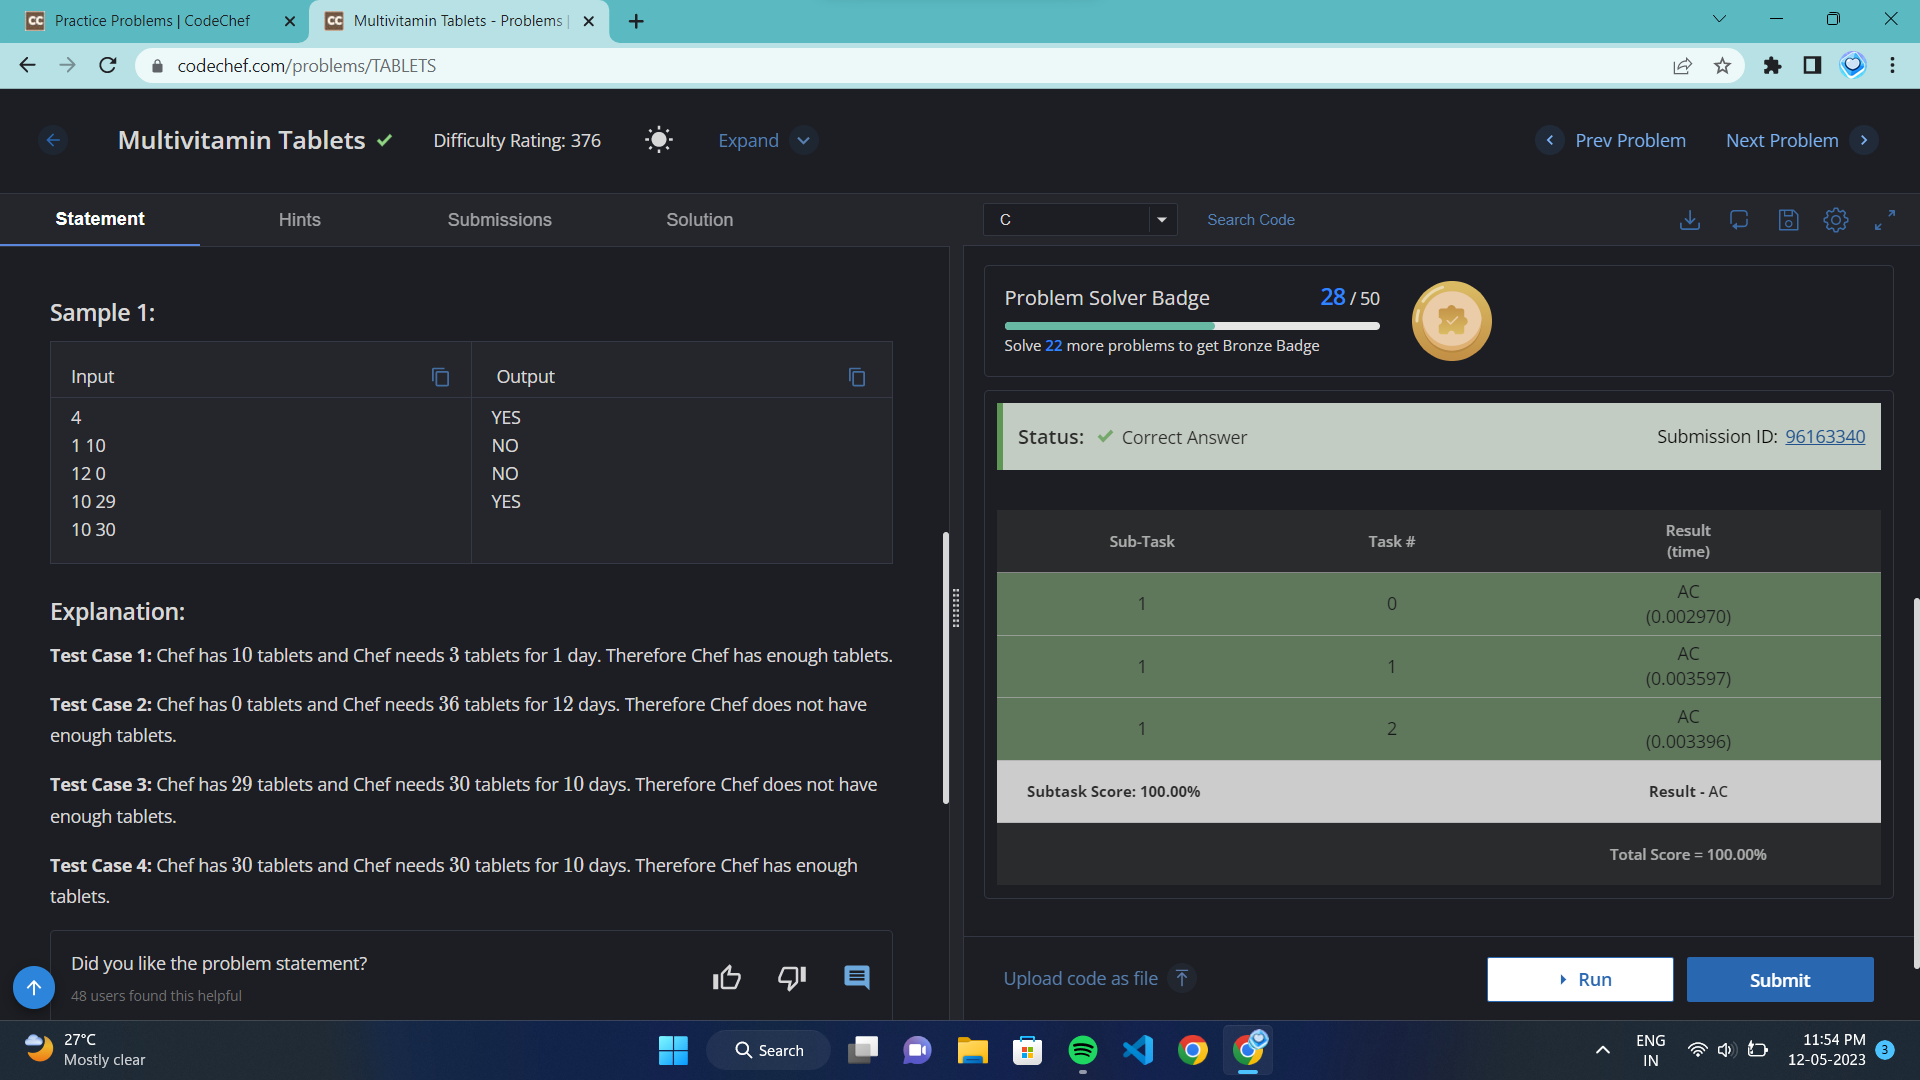 Practice Problems | CodeChef
Multivitamin Tablets - Problems |
codechef.com/problems/TABLETS
Multivitamin Tablets
Difficulty Rating: 376
Expand
Prev Problem
Next Problem
Statement
Hints
Submissions
Solution
C
Search Code
Sample 1:
Input
Output
4
1 10
12 0
10 29
10 30
YES
NO
NO
YES
Explanation:
Test Case 1: Chef has 10 tablets and Chef needs 3 tablets for 1 day. Therefore Chef has enough tablets.
Test Case 2: Chef has 0 tablets and Chef needs 36 tablets for 12 days. Therefore Chef does not have
enough tablets.
Test Case 3: Chef has 29 tablets and Chef needs 30 tablets for 10 days. Therefore Chef does not have
enough tablets.
Test Case 4: Chef has 30 tablets and Chef needs 30 tablets for 10 days. Therefore Chef has enough
tablets.
Did you like the problem statement?
48 users found this helpful
Problem Solver Badge
28 / 50
Solve 22 more problems to get Bronze Badge
Status: Correct Answer
Submission ID: 96163340
Sub-Task
Task #
Result
(time)
1
0
AC
(0.002970)
1
1
AC
(0.003597)
1
2
AC
(0.003396)
Subtask Score: 100.00%
Result - AC
Total Score = 100.00%
Upload code as file
Run
Submit
27°C
Mostly clear
Search
ENG
IN
11:54 PM
12-05-2023
3